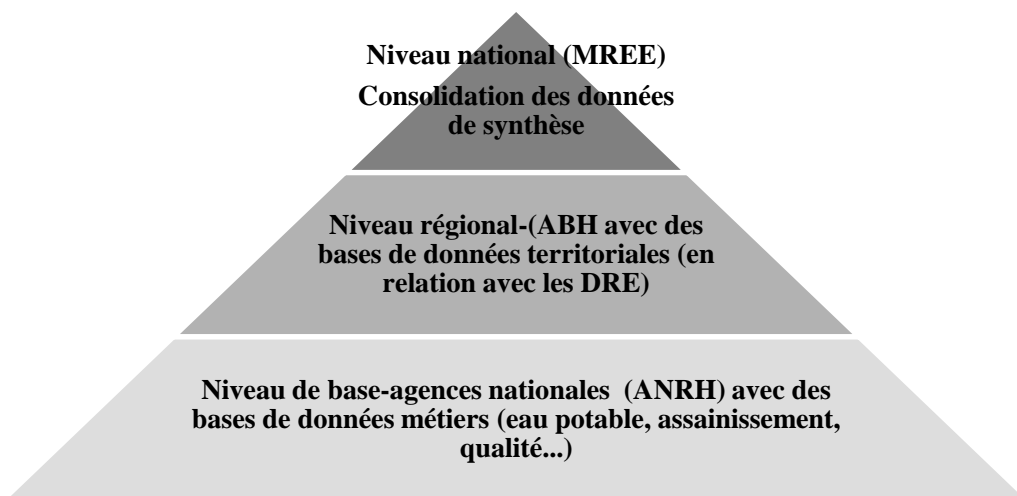 Niveau national (MREE)
Consolidation des données
de synthèse
Niveau régional-(ABH avec des
bases de données territoriales (en
relation avec les DRE)
Niveau de base-agences nationales (ANRH) avec des
bases de données métiers (eau potable, assainissement,
qualité...)